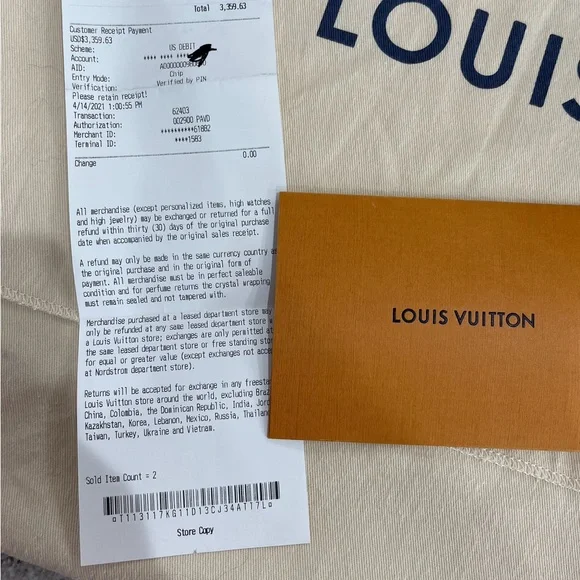 Total 3,359.63
Customer Receipt Payment
USD$3,359.63
Scheme: US DEBIT
Account: **** **** ****
AID:
Entry Mode: Chip
Verification: Verified by PIN
Please retain receipt!
4/14/2021 1:00:55 PM
Transaction: 62403
Authorization: 002900 PAVD
Merchant ID: **********61882
Terminal ID: ****1583
Change 0.00
All merchandise (except personalized items, high watches
and high jewelry) may be exchanged or returned for a full
refund within thirty (30) days of the original purchase
date when accompanied by the original sales receipt.
A refund may only be made in the same currency country
the original purchase and in the original form of
payment. All merchandise must be in perfect saleable
condition and for perfume returns the crystal wrapping
must remain sealed and not tampered with.
Merchandise purchased at a leased department store may
only be refunded at any same leased department store
a Louis Vuitton store; exchanges are only permitted at
the same leased department store or free standing
for equal or greater value (except exchanges not
at Nordstrom department store).
Returns will be accepted for exchange in any
Louis Vuitton store around the world, excluding
China, Colombia, the Dominican Republic, India,
Kazakhstan, Korea, Lebanon, Mexico, Russia,
Taiwan, Turkey, Ukraine and Vietnam.
Sold Item Count = 2
Store Copy
LOUIS
LOUIS VUITTON